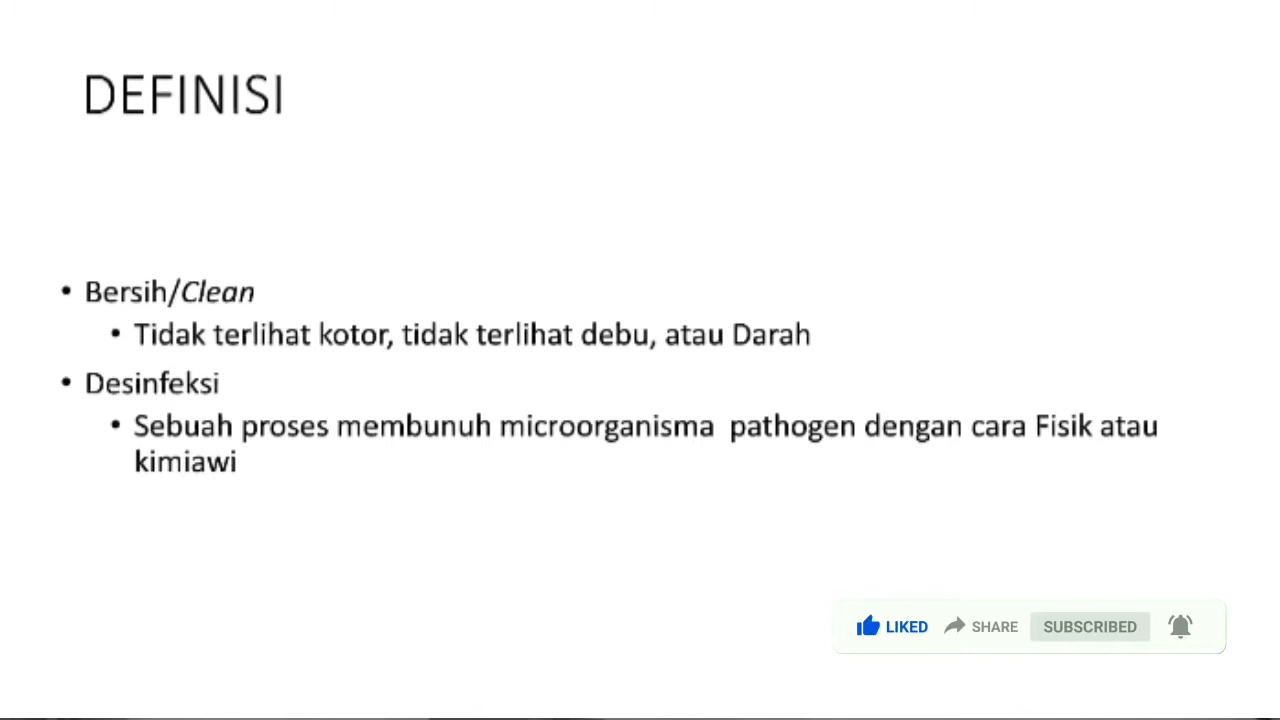 DEFINISI
• Bersih/Clean
• Tidak terlihat kotor, tidak terlihat debu, atau Darah
• Desinfeksi
• Sebuah proses membunuh microorganisma pathogen dengan cara Fisik atau
kimiawi
LIKED SHARE SUBSCRIBED